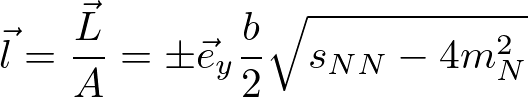 $\vec{l} = \frac{\vec{L}}{A} = \pm \vec{e}_y \frac{b}{2} \sqrt{s_{NN} - 4m_N^2}$